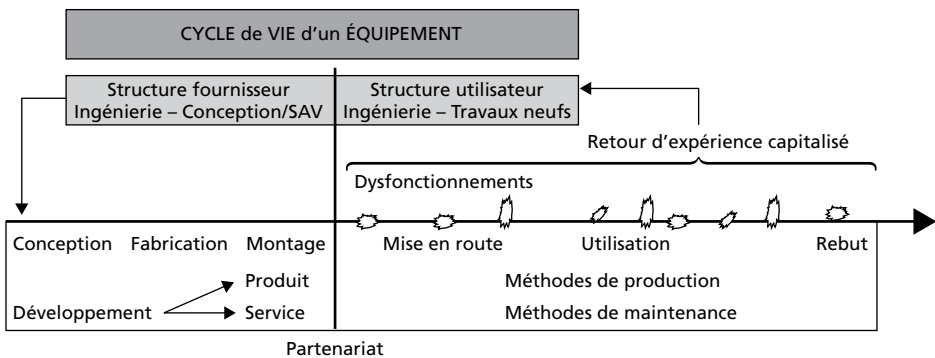 CYCLE de VIE d'un ÉQUIPEMENT
Structure fournisseur
Ingénierie – Conception/SAV
Structure utilisateur
Ingénierie – Travaux neufs
Retour d'expérience capitalisé
Dysfonctionnements
Conception Fabrication Montage Mise en route Utilisation Rebut
Produit
Méthodes de production
Développement Service
Méthodes de maintenance
Partenariat